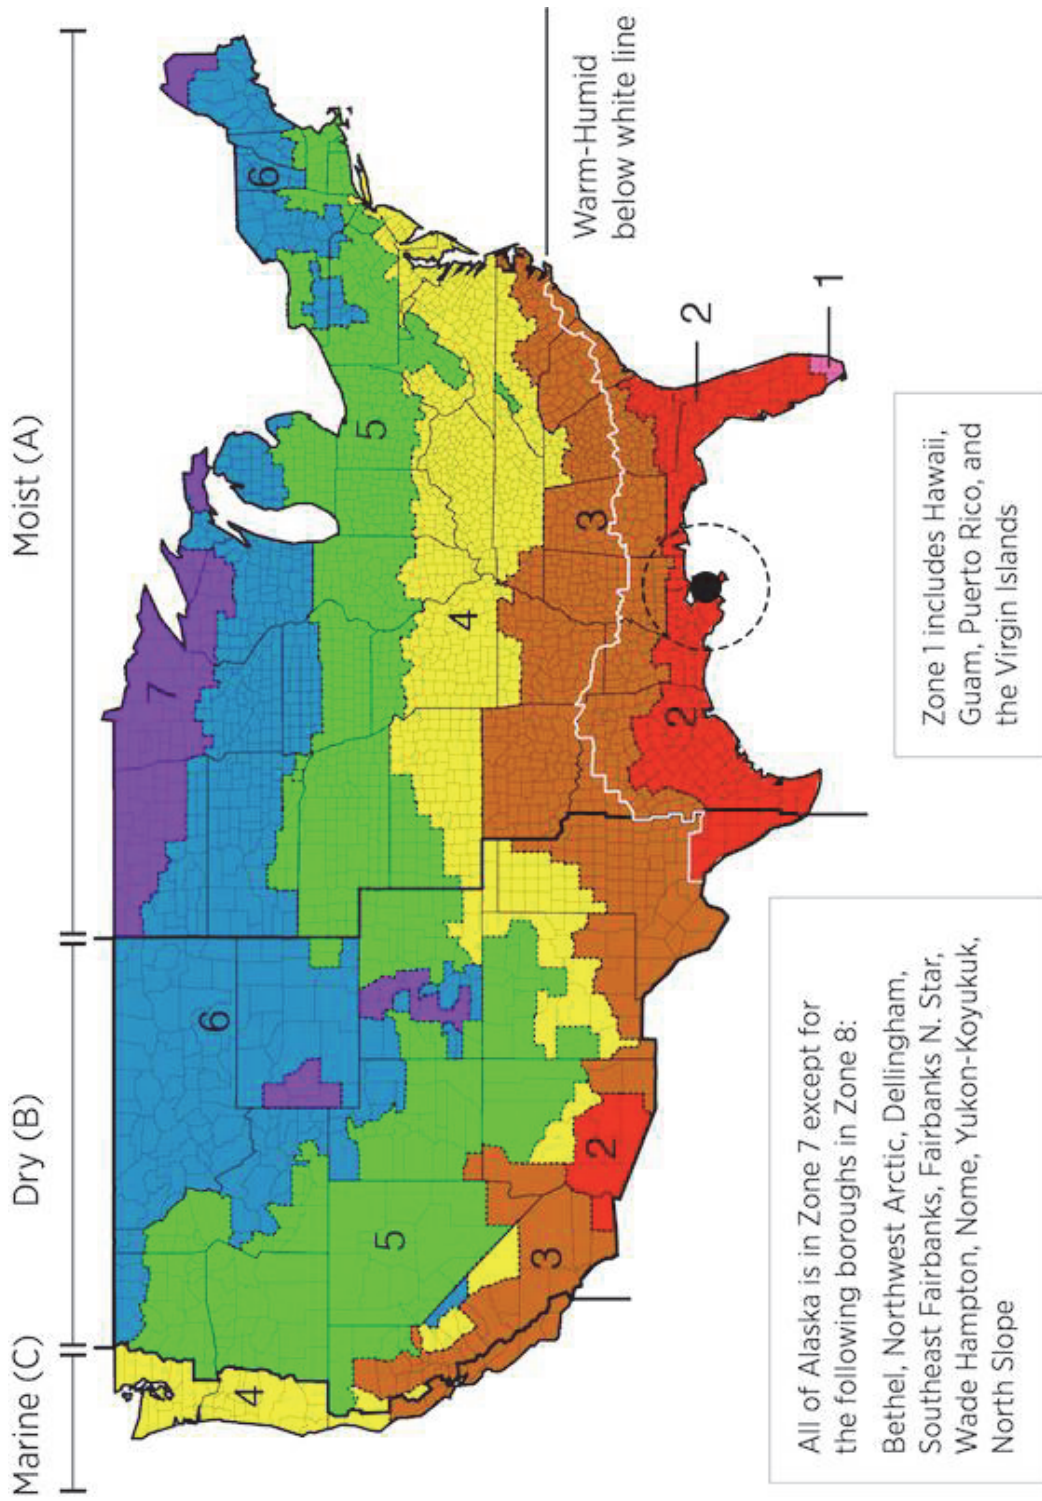 Marine (C)
Dry (B)
Moist (A)
7
6
6
6
5
5
4
4
3
3
2
2
2
1
Warm-Humid
below white line
All of Alaska is in Zone 7 except for
the following boroughs in Zone 8:
Bethel, Northwest Arctic, Dellingham,
Southeast Fairbanks, Fairbanks N. Star,
Wade Hampton, Nome, Yukon-Koyukuk,
North Slope
Zone 1 includes Hawaii,
Guam, Puerto Rico, and
the Virgin Islands